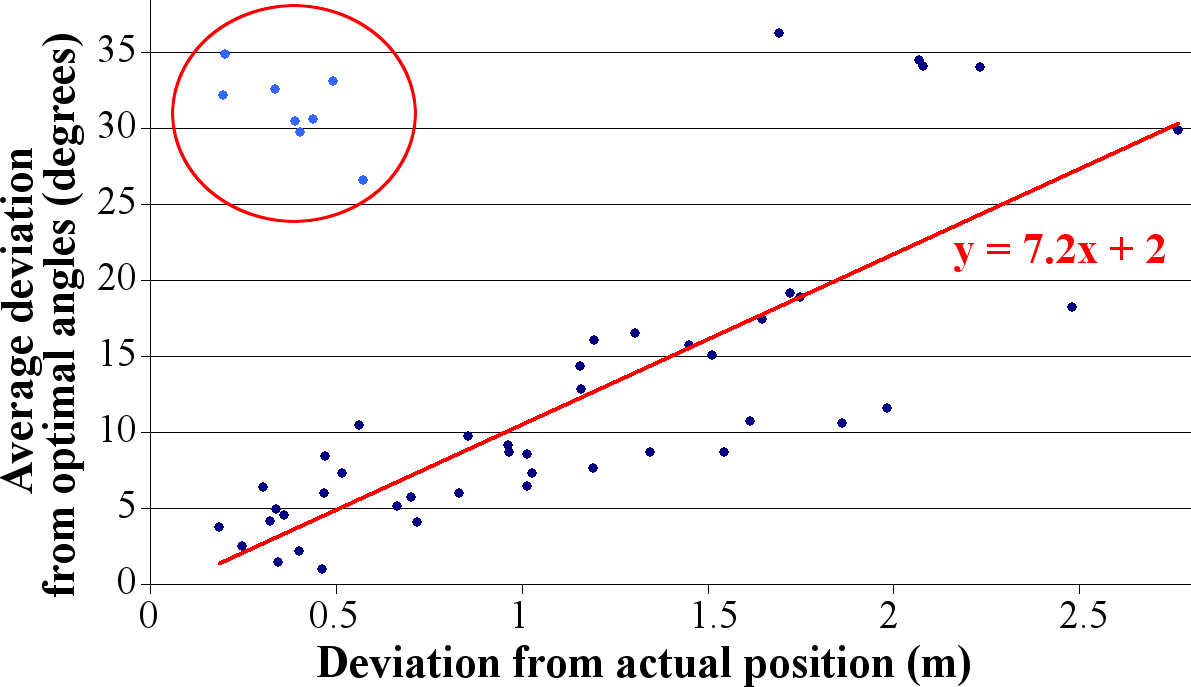 Average deviation
from optimal angles (degrees)
35
30
25
20
15
10
5
0
y = 7.2x + 2
0 0.5 1 1.5 2 2.5
Deviation from actual position (m)